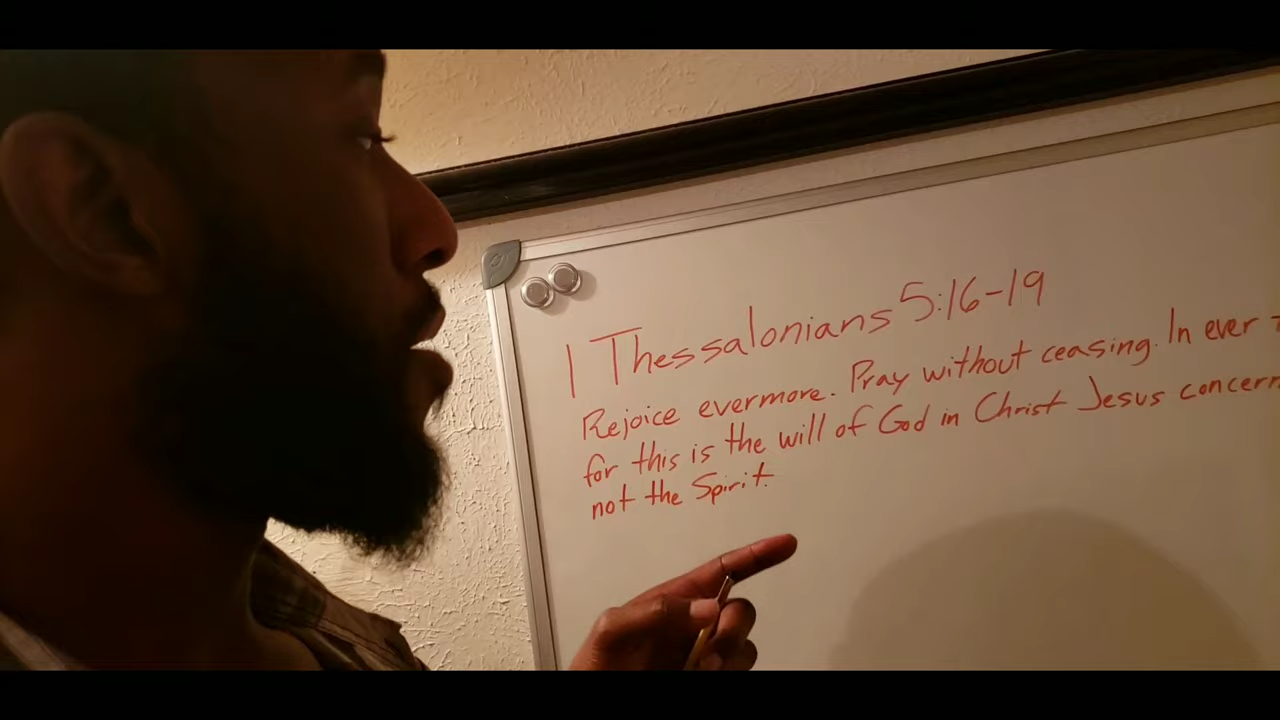 1 Thessalonians 5:16-19
Rejoice evermore. Pray without ceasing. In ever
for this is the will of God in Christ Jesus concern
not the Spirit.